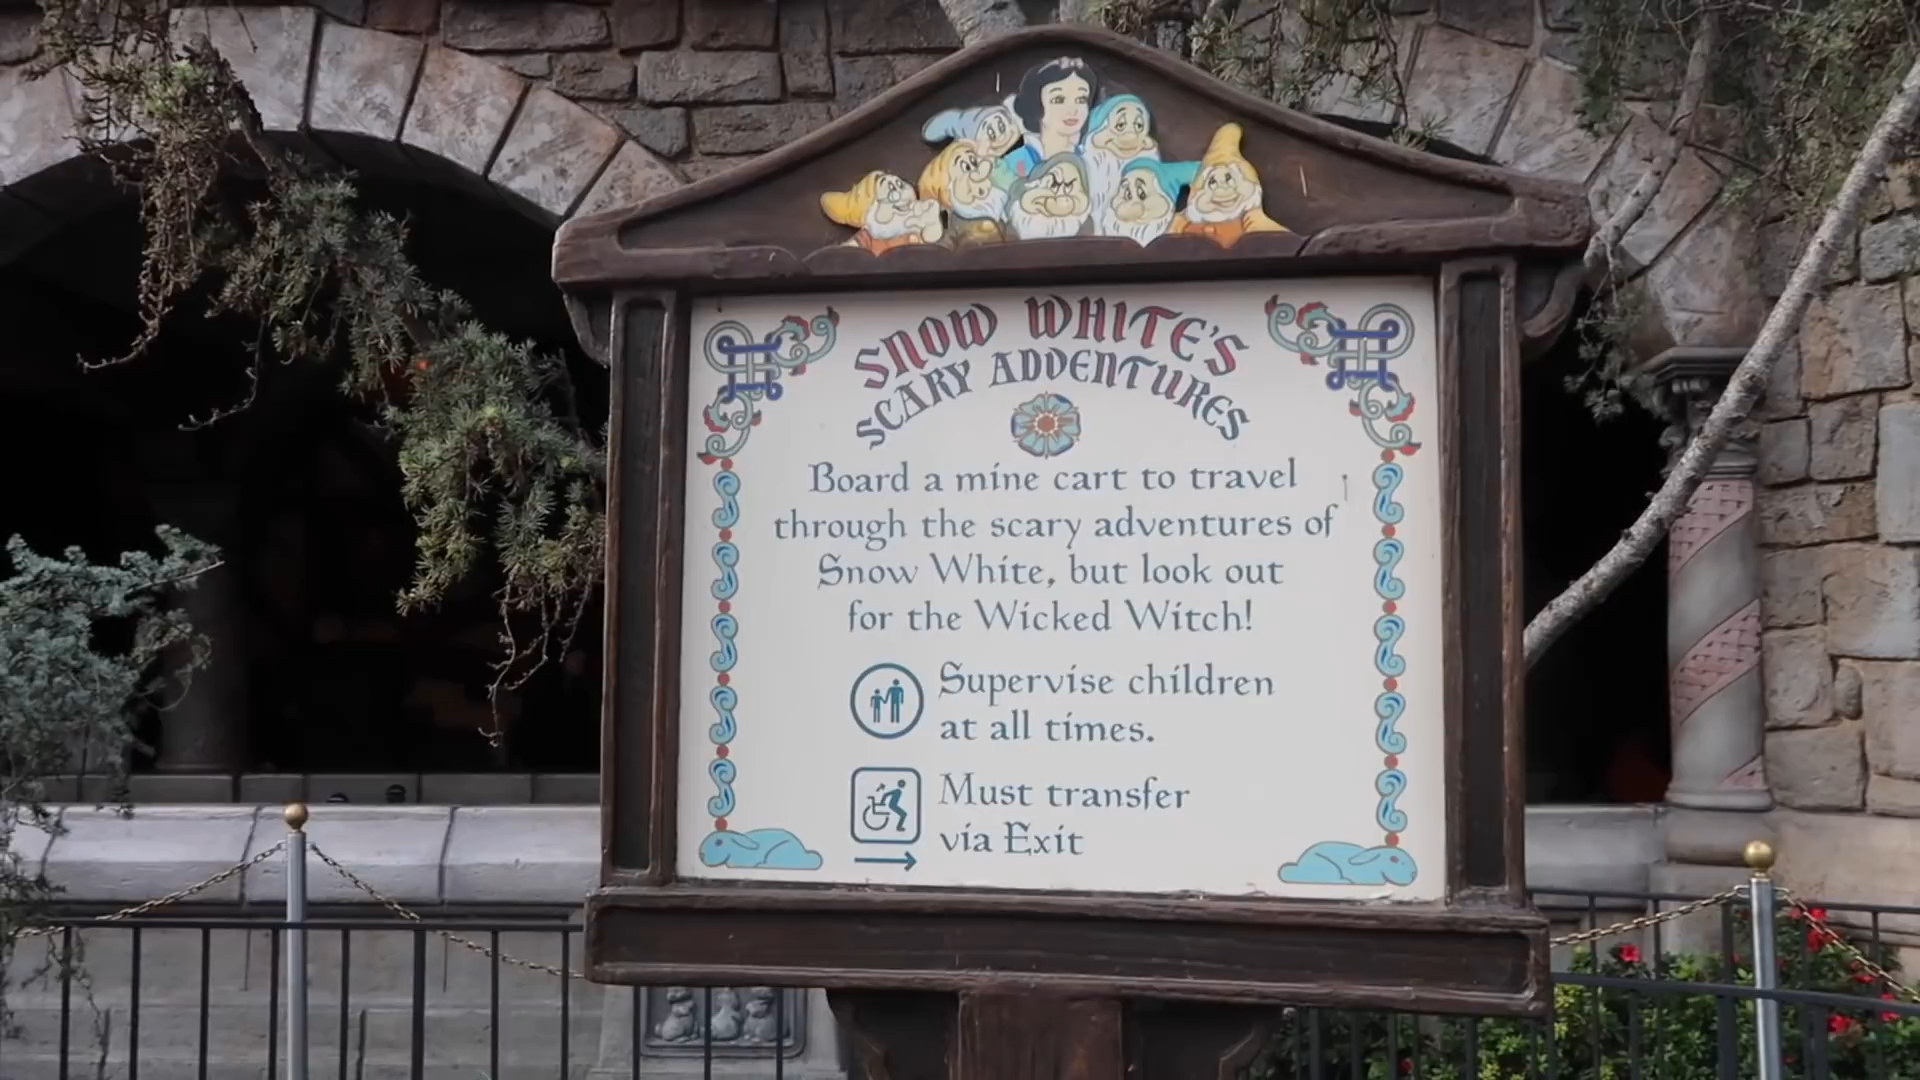 SNOW WHITE'S
SCARY ADVENTURES
Board a mine cart to travel
through the scary adventures of
Snow White, but look out
for the Wicked Witch!
Supervise children
at all times.
Must transfer
via Exit